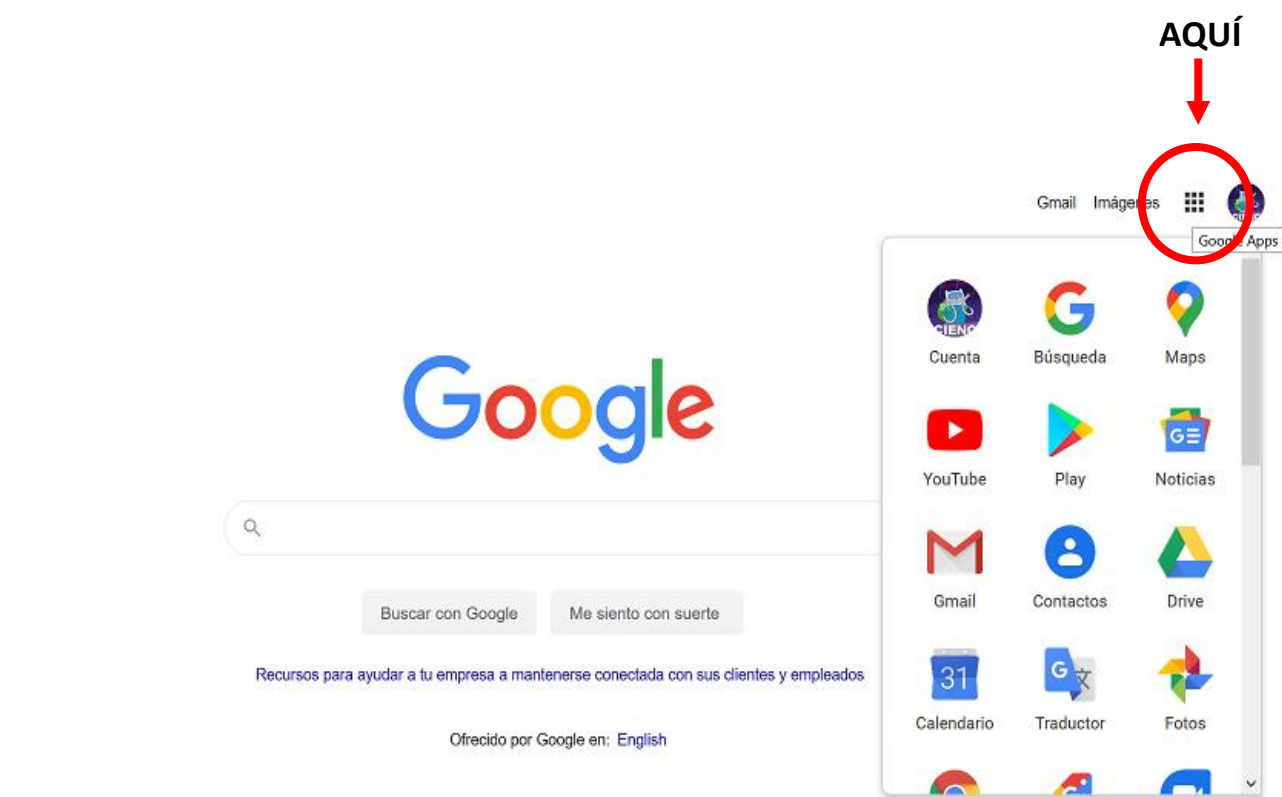 AQUÍ
Gmail Imágenes
Google Apps
Cuenta Búsqueda Maps
Google
YouTube Play Noticias
Gmail Contactos Drive
Buscar con Google Me siento con suerte
Recursos para ayudar a tu empresa a mantenerse conectada con sus clientes y empleados
31
Calendario Traductor Fotos
Ofrecido por Google en: English